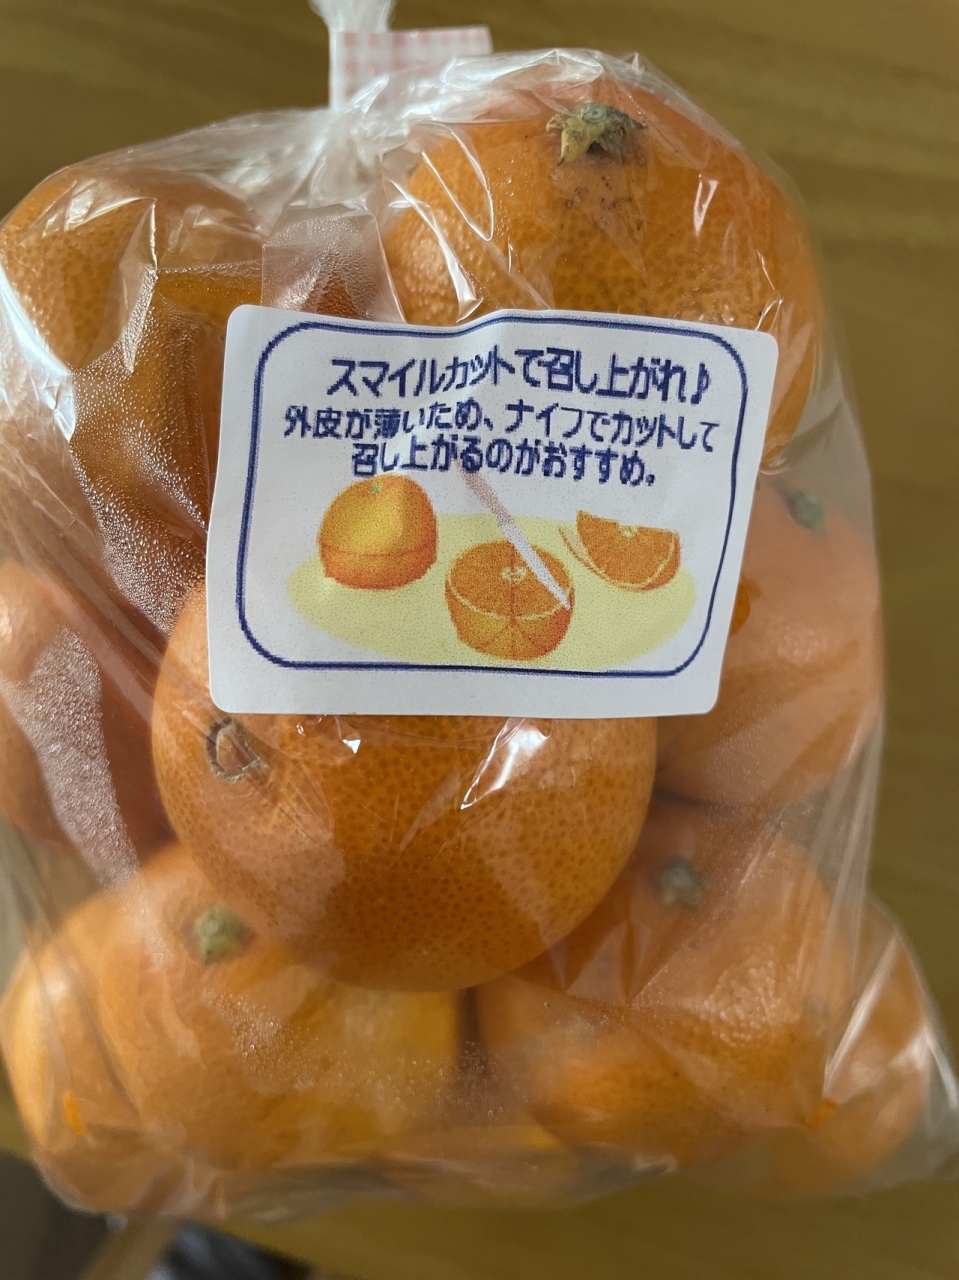 スマイルカットで召し上がれ♪
外皮が薄いため、ナイフでカットして
召し上がるのがおすすめ。